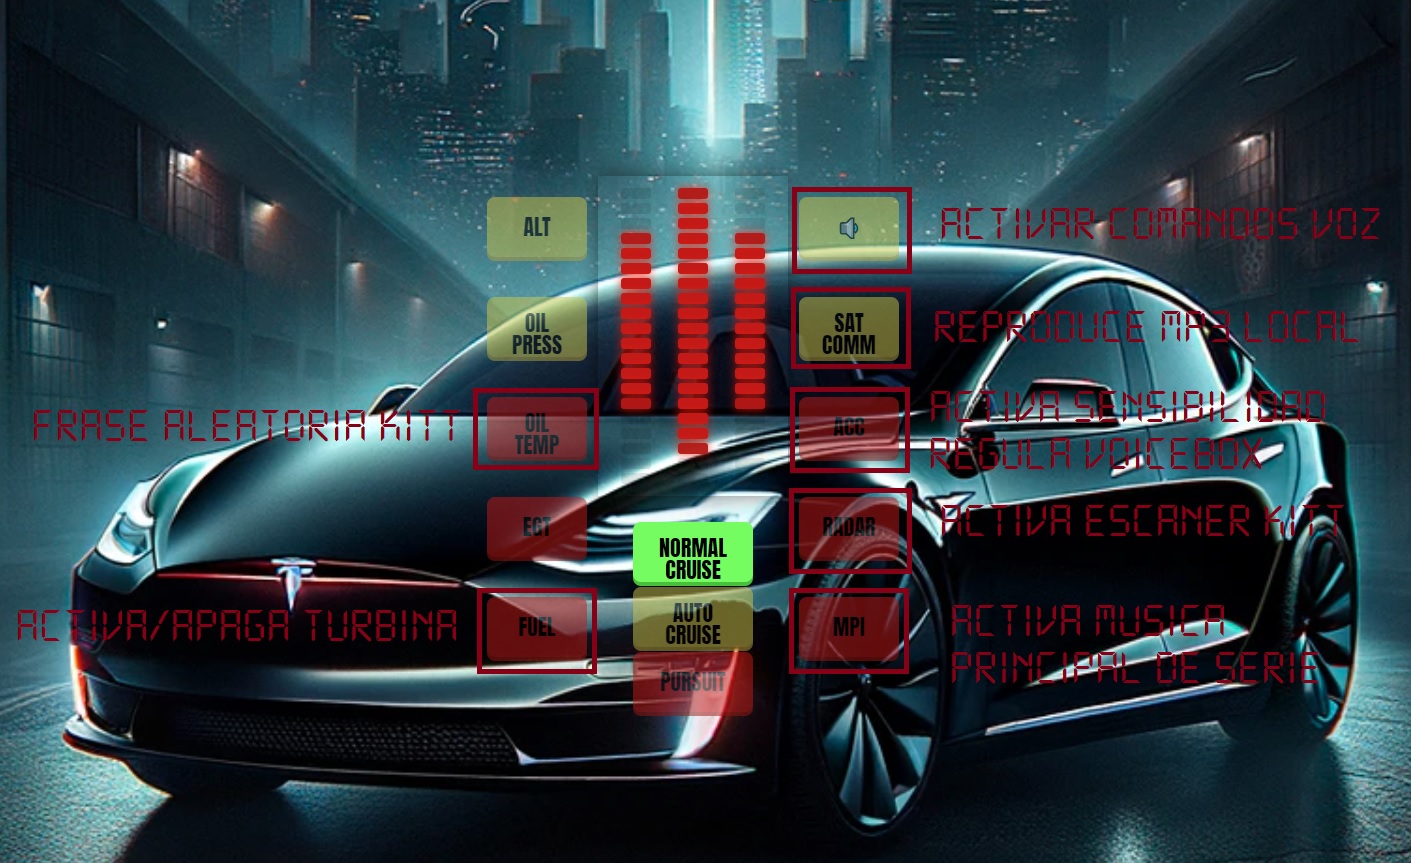 ALT
ACTIVAR COMANDOS VOZ
OIL
PRESS
SAT
COMM
REPRODUCE MP3 LOCAL
FRASE ALEATORIA KITT
OIL
TEMP
ACC
ACTIVA SENSIBILIDAD
REGULA VOICEBOX
EGT
NORMAL
CRUISE
RADAR
ACTIVA ESCANER KITT
ACTIVA/APAGA TURBINA
FUEL
AUTO
CRUISE
MPI
ACTIVA MUSICA
PRINCIPAL DE SERIE
PURSUIT